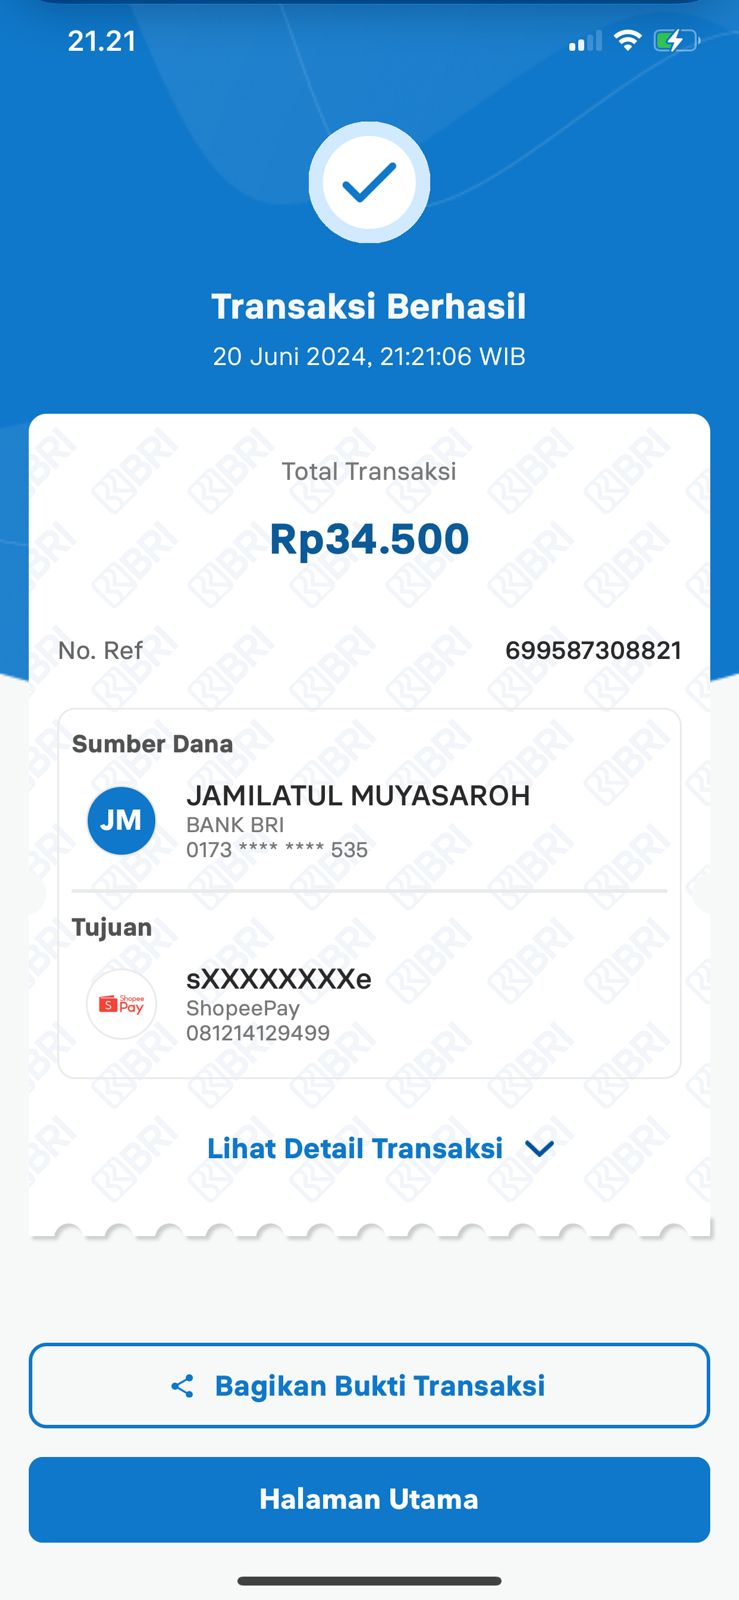 21.21
Transaksi Berhasil
20 Juni 2024, 21:21:06 WIB
Total Transaksi
Rp34.500
No. Ref 699587308821
Sumber Dana
JM
JAMILATUL MUYASAROH
BANK BRI
0173 **** **** 535
Tujuan
sXXXXXXXXe
S Shopee Pay
ShopeePay
081214129499
Lihat Detail Transaksi
Bagikan Bukti Transaksi
Halaman Utama